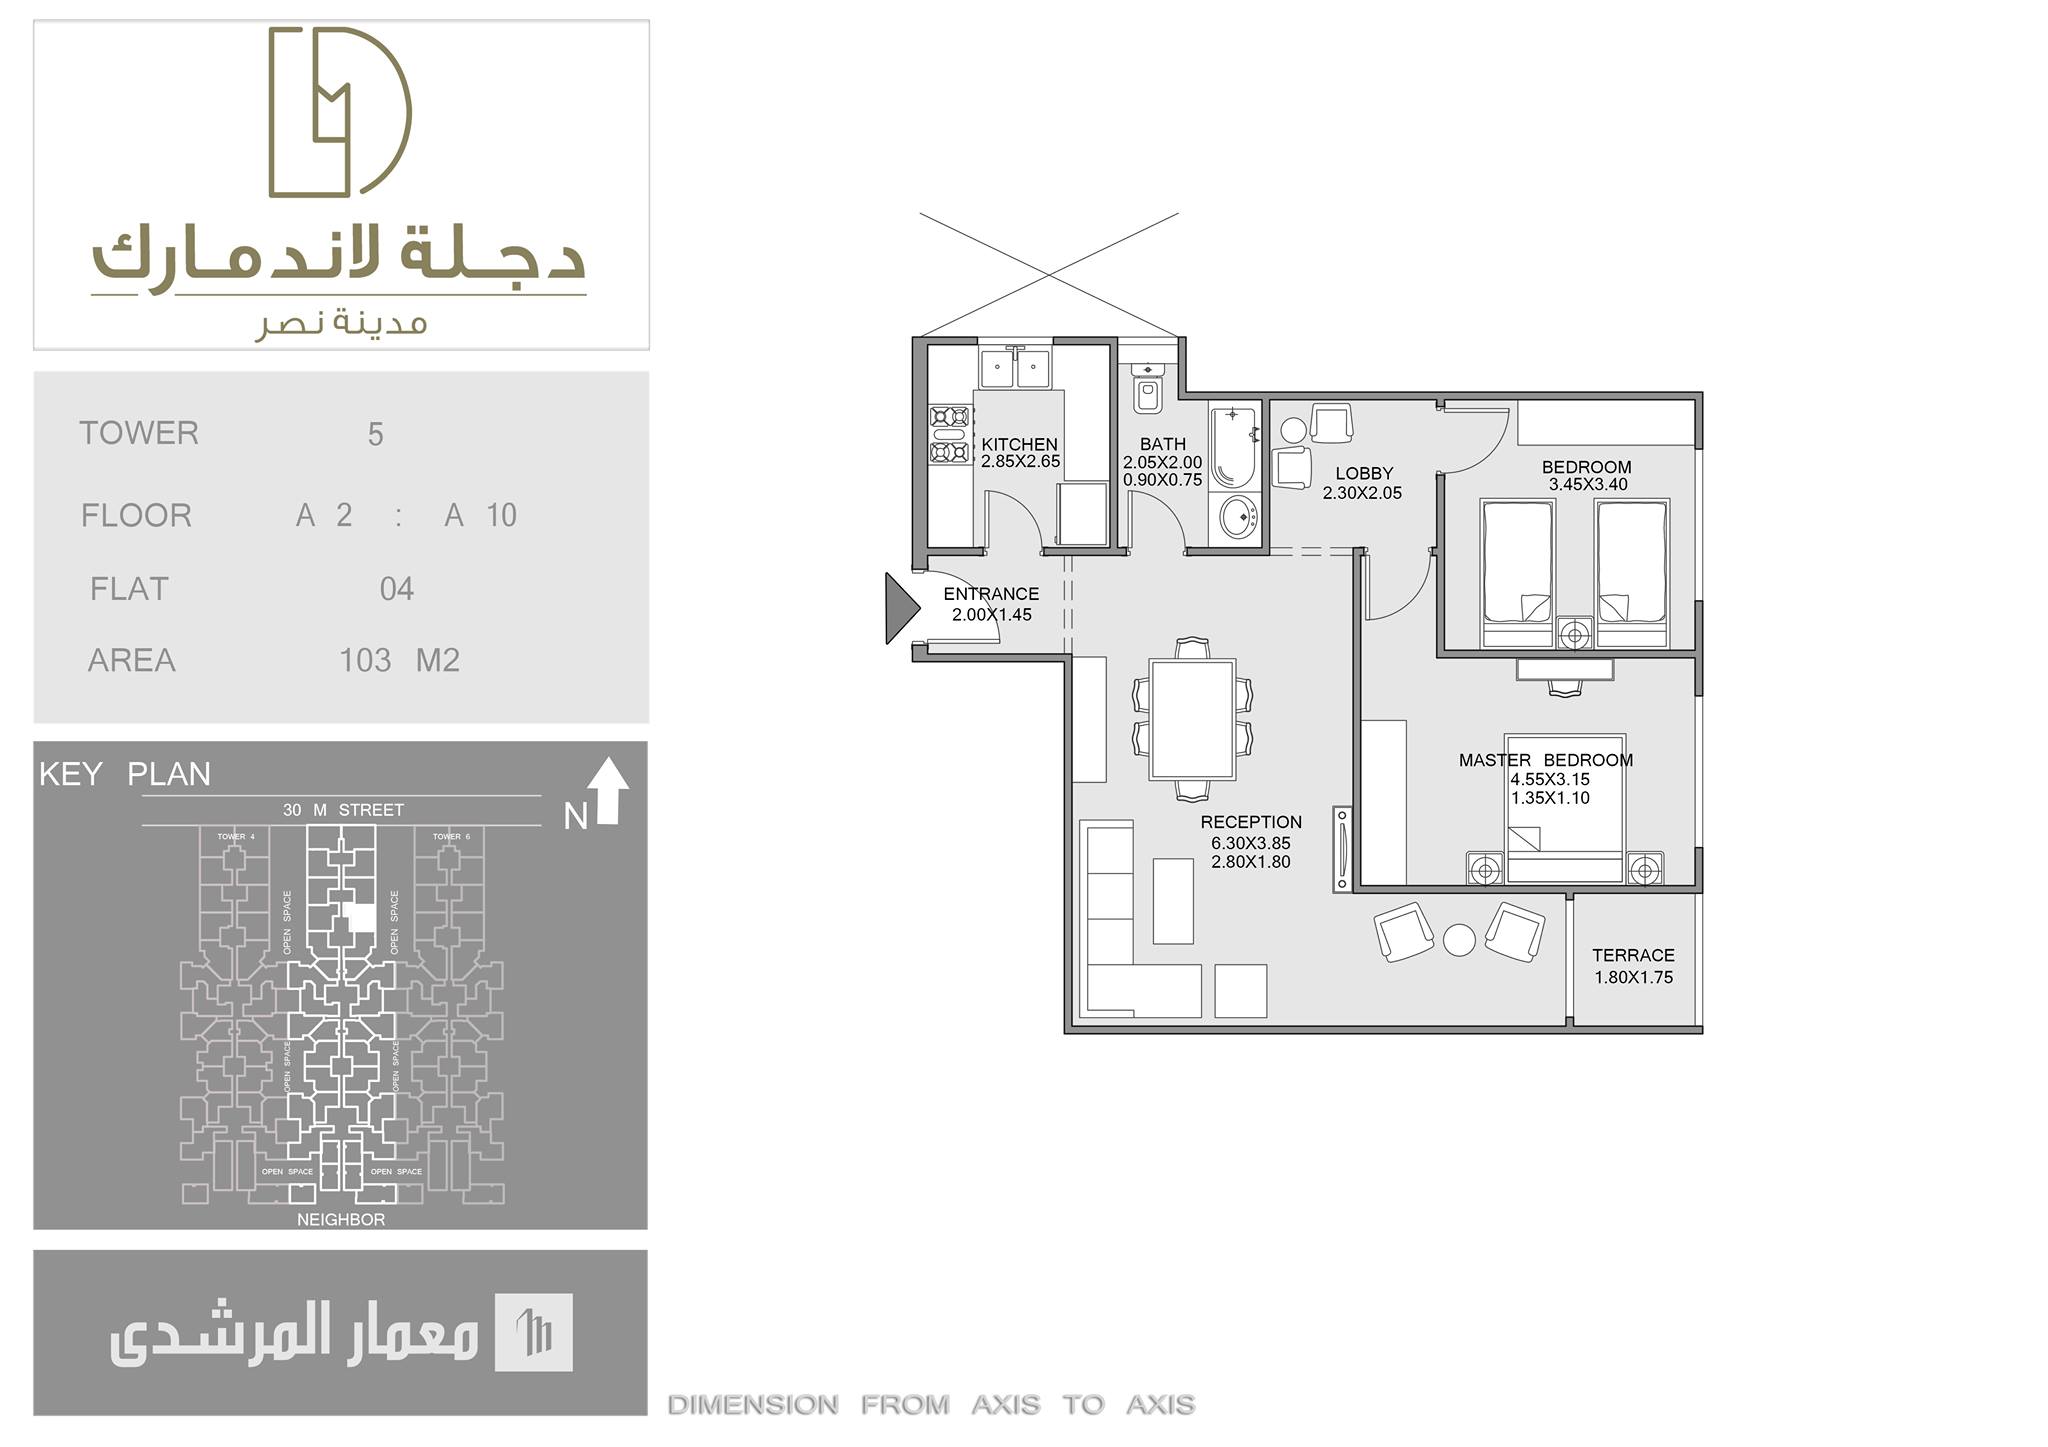 دجلة لاندمارك
مدينة نصر
TOWER 5
FLOOR A 2 : A 10
FLAT 04
AREA 103 M2
KEY PLAN
N
30 M STREET
TOWER 4
TOWER 6
OPEN SPACE
OPEN SPACE
OPEN SPACE
OPEN SPACE
OPEN SPACE
OPEN SPACE
NEIGHBOR
معمار المرشدى
KITCHEN
2.85X2.65
BATH
2.05X2.00
0.90X0.75
LOBBY
2.30X2.05
BEDROOM
3.45X3.40
ENTRANCE
2.00X1.45
MASTER BEDROOM
4.55X3.15
1.35X1.10
RECEPTION
6.30X3.85
2.80X1.80
TERRACE
1.80X1.75
DIMENSION FROM AXIS TO AXIS